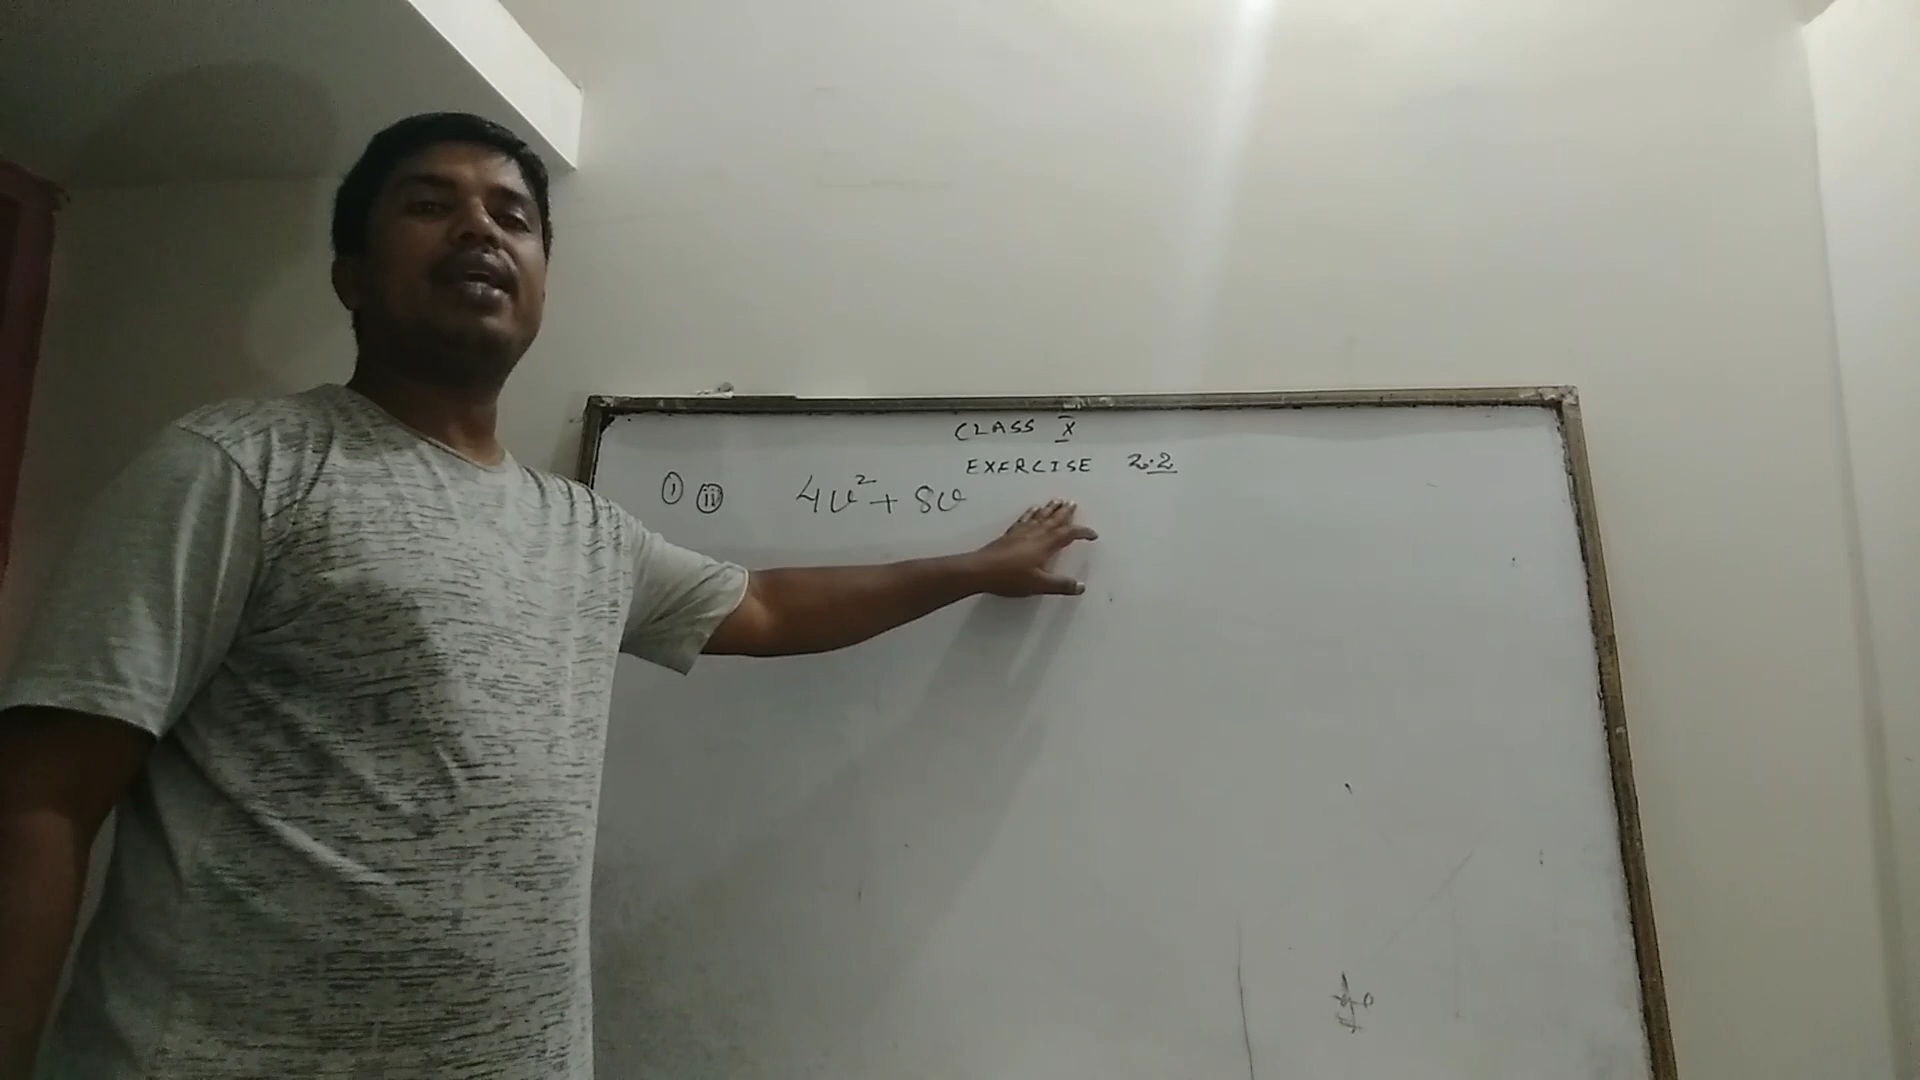 CLASS X
EXERCISE 2.2
① ⓘⓘ 4u² + 8u